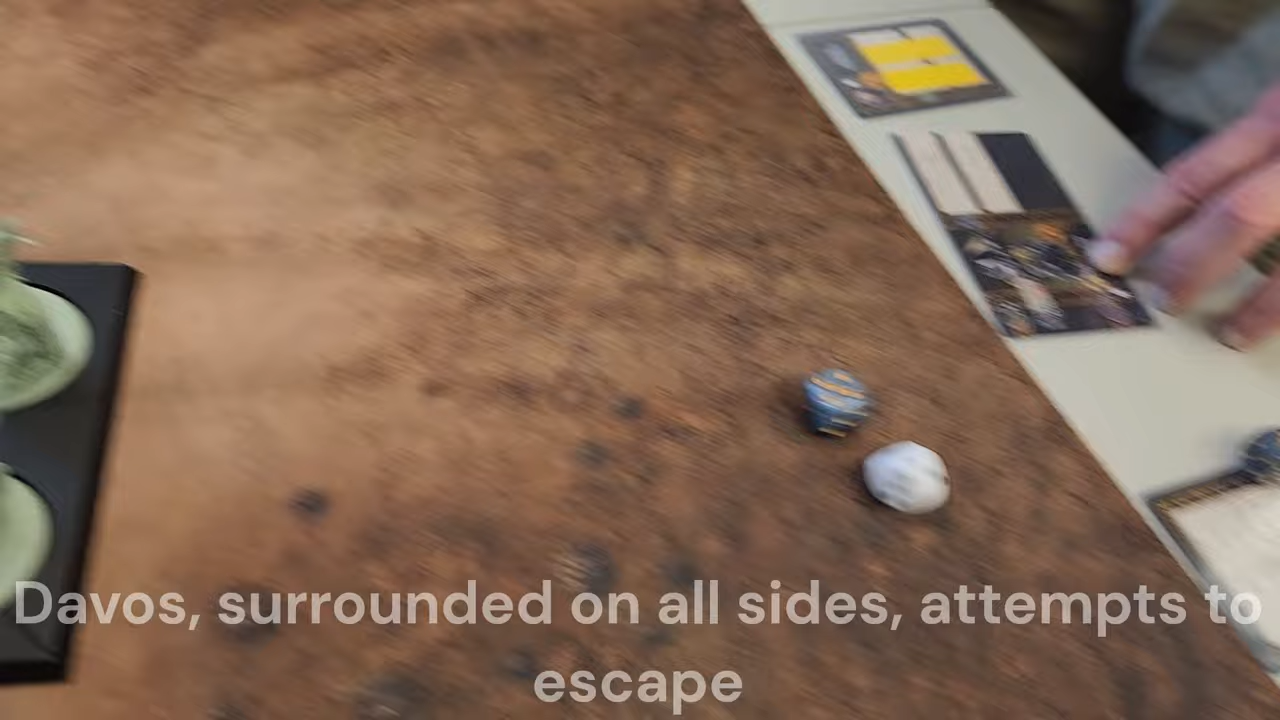 Davos, surrounded on all sides, attempts to
escape